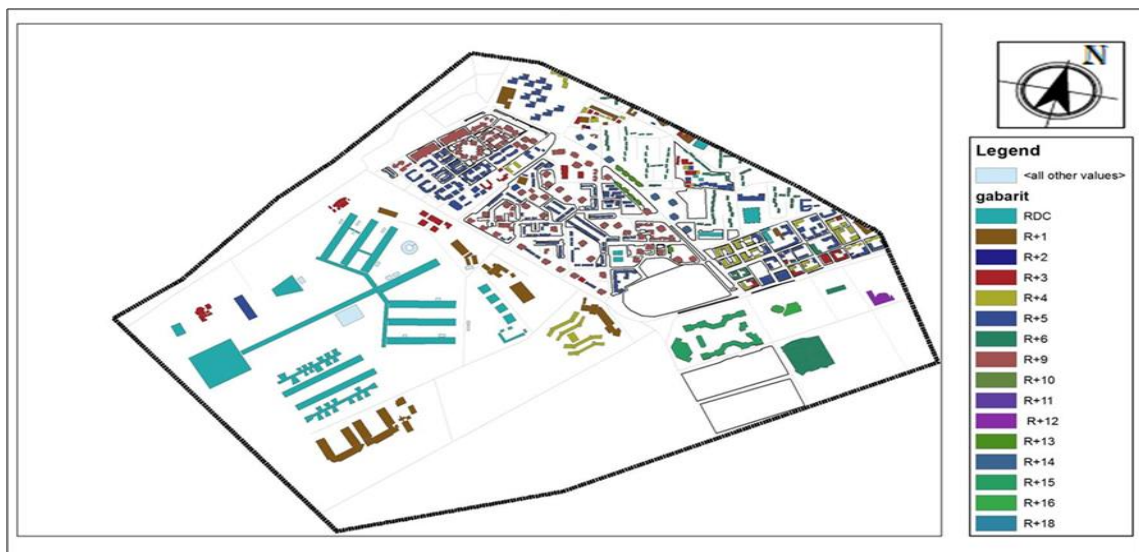 N
Legend
<all other values>
gabarit
RDC
R+1
R+2
R+3
R+4
R+5
R+6
R+9
R+10
R+11
R+12
R+13
R+14
R+15
R+16
R+18